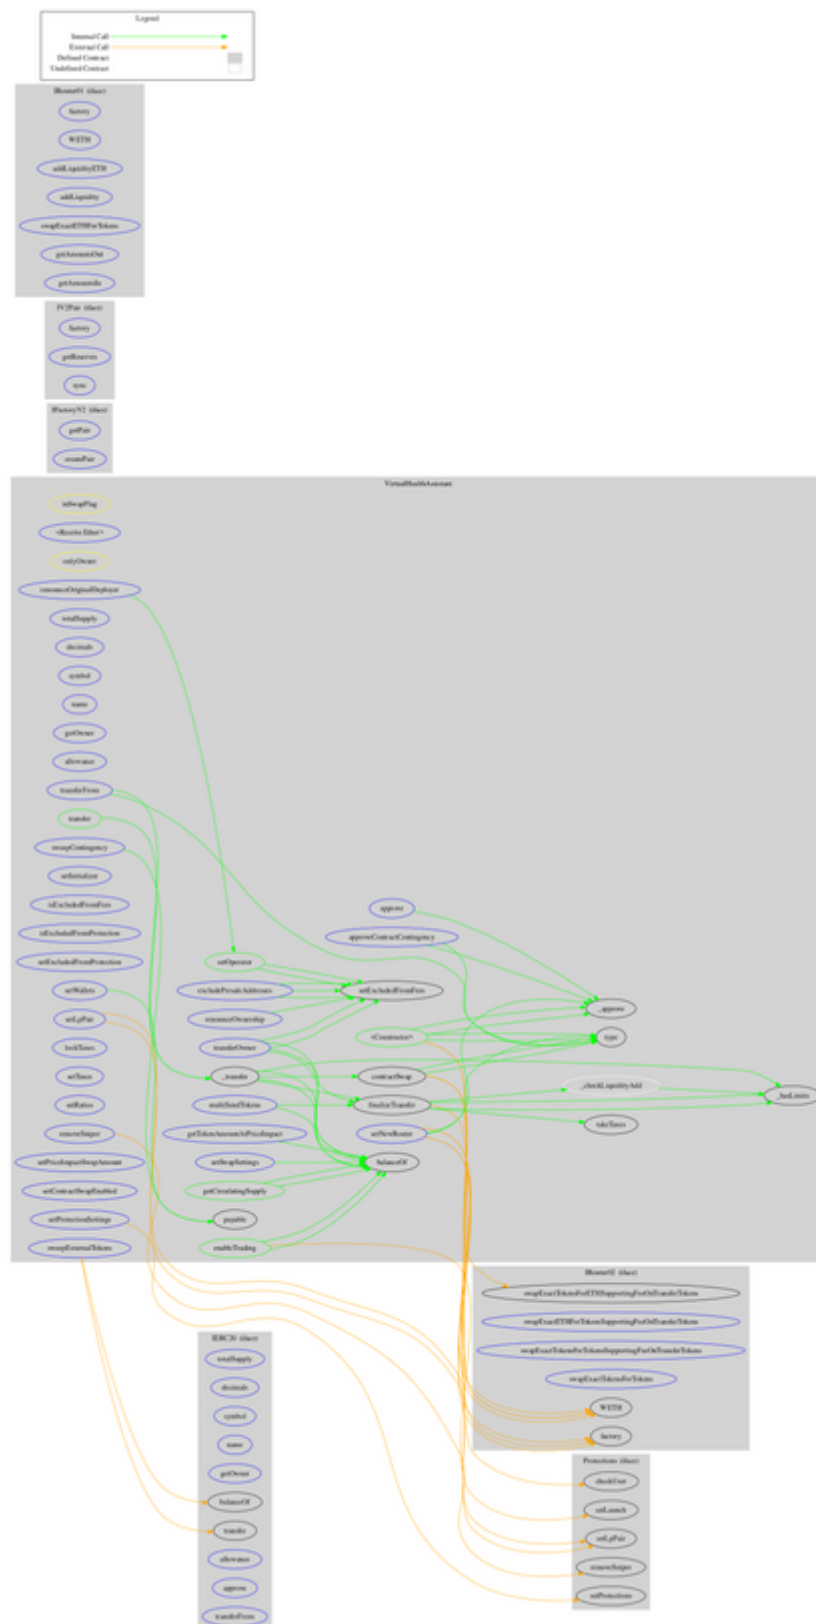 Legend
Internal Call
External Call
Defined Contract
Undefined Contract
IRouter01 (iface)
factory
WETH
addLiquidityETH
addLiquidity
swapExactETHForTokens
getAmountsOut
getAmountsIn
IV2Pair (iface)
factory
getReserves
sync
IFactoryV2 (iface)
getPair
createPair
VirtualHealthAssistant
inSwapFlag
<Receive Ether>
onlyOwner
renounceOriginalDeployer
totalSupply
decimals
symbol
name
getOwner
allowance
transferFrom
transfer
sweepContingency
setInitializer
isExcludedFromFees
isExcludedFromProtection
setExcludedFromProtection
setWallets
setLpPair
lockTaxes
setTaxes
setRatios
removeSniper
setPriceImpactSwapAmount
setContractSwapEnabled
setProtectionSettings
sweepExternalTokens
setOperator
excludePresaleAddresses
renounceOwnership
transferOwner
_transfer
multiSendTokens
getTokenAmountAtPriceImpact
setSwapSettings
getCirculatingSupply
payable
enableTrading
approve
approveContractContingency
setExcludedFromFees
<Constructor>
contractSwap
finalizeTransfer
setNewRouter
balanceOf
_approve
type
_checkLiquidityAdd
takeTaxes
_hasLimits
IRouter02 (iface)
swapExactTokensForETHSupportingFeeOnTransferTokens
swapExactETHForTokensSupportingFeeOnTransferTokens
swapExactTokensForTokensSupportingFeeOnTransferTokens
swapExactTokensForTokens
WETH
factory
IERC20 (iface)
totalSupply
decimals
symbol
name
getOwner
balanceOf
transfer
allowance
approve
transferFrom
Protections (iface)
checkUser
setLaunch
setLpPair
removeSniper
setProtections